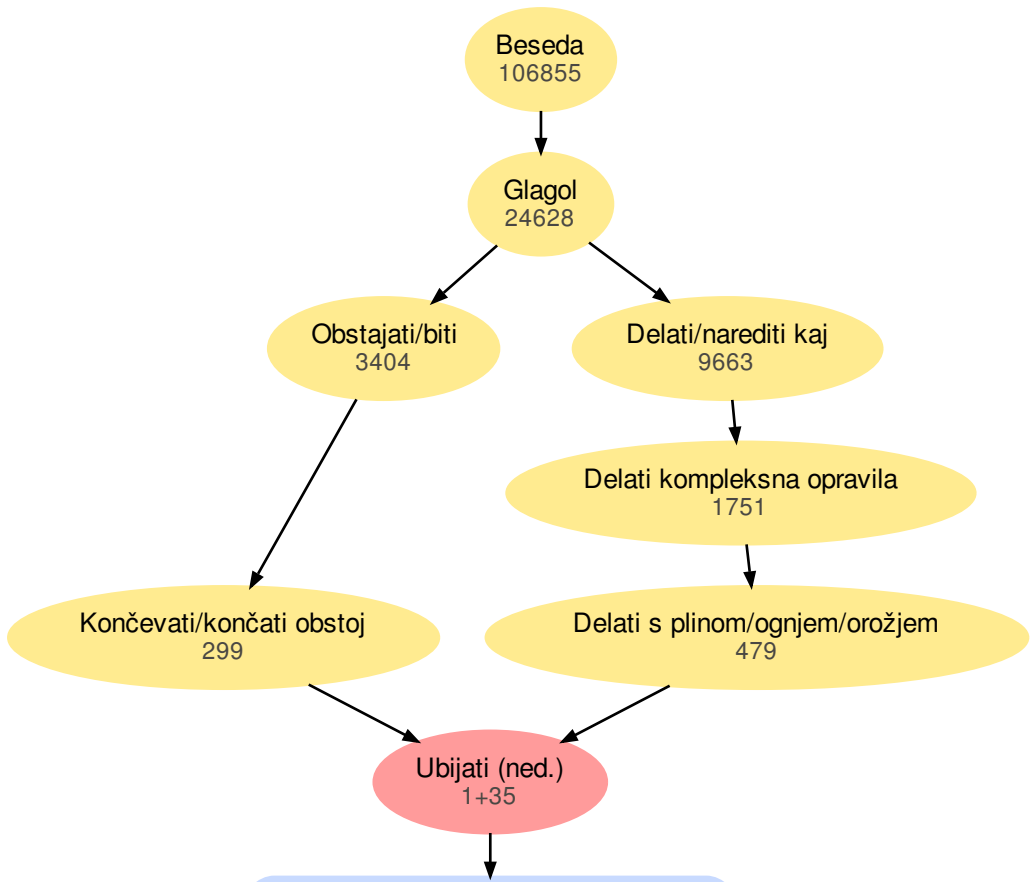 Beseda
106855
Glagol
24628
Obstajati/biti
3404
Delati/narediti kaj
9663
Delati kompleksna opravila
1751
Končevati/končati obstoj
299
Delati s plinom/ognjem/orožjem
479
Ubijati (ned.)
1+35